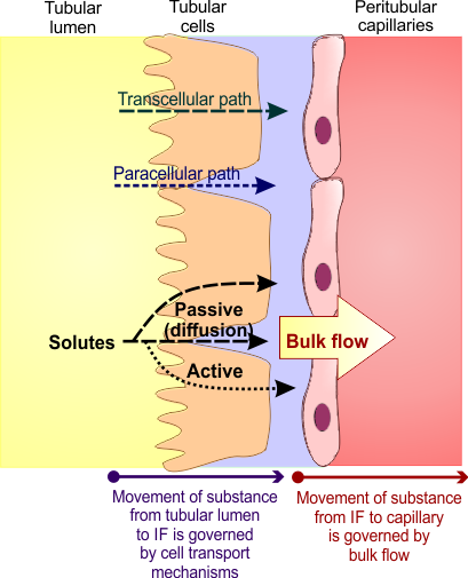 Tubular
lumen
Tubular
cells
Peritubular
capillaries
Transcellular path
Paracellular path
Passive
(diffusion)
Solutes
Bulk flow
Active
Movement of substance
from tubular lumen
to IF is governed
by cell transport
mechanisms
Movement of substance
from IF to capillary
is governed by
bulk flow